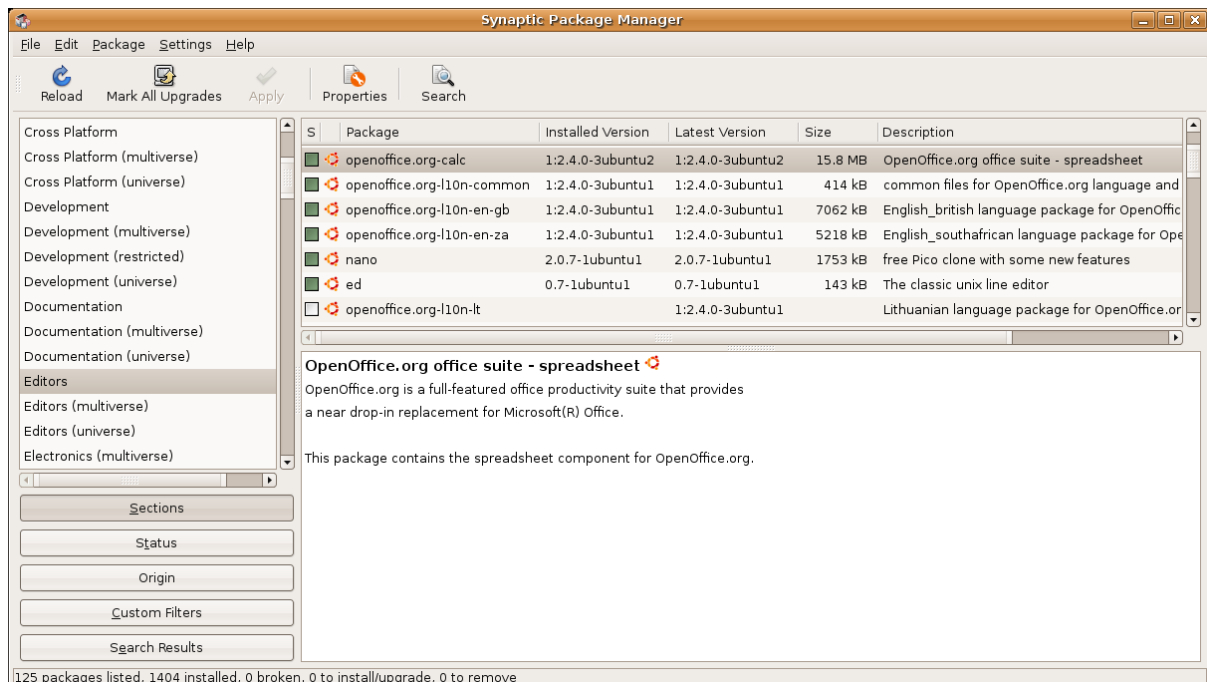 Synaptic Package Manager
File Edit Package Settings Help
Reload Mark All Upgrades Apply Properties Search
Cross Platform
Cross Platform (multiverse)
Cross Platform (universe)
Development
Development (multiverse)
Development (restricted)
Development (universe)
Documentation
Documentation (multiverse)
Documentation (universe)
Editors
Editors (multiverse)
Editors (universe)
Electronics (multiverse)
Sections
Status
Origin
Custom Filters
Search Results
S Package Installed Version Latest Version Size Description
openoffice.org-calc 1:2.4.0-3ubuntu2 1:2.4.0-3ubuntu2 15.8 MB OpenOffice.org office suite - spreadsheet
openoffice.org-l10n-common 1:2.4.0-3ubuntu1 1:2.4.0-3ubuntu1 414 kB common files for OpenOffice.org language and
openoffice.org-l10n-en-gb 1:2.4.0-3ubuntu1 1:2.4.0-3ubuntu1 7062 kB English_british language package for OpenOffic
openoffice.org-l10n-en-za 1:2.4.0-3ubuntu1 1:2.4.0-3ubuntu1 5218 kB English_southafrican language package for Ope
nano 2.0.7-1ubuntu1 2.0.7-1ubuntu1 1753 kB free Pico clone with some new features
ed 0.7-1ubuntu1 0.7-1ubuntu1 143 kB The classic unix line editor
openoffice.org-l10n-lt 1:2.4.0-3ubuntu1 Lithuanian language package for OpenOffice.or
OpenOffice.org office suite - spreadsheet
OpenOffice.org is a full-featured office productivity suite that provides
a near drop-in replacement for Microsoft(R) Office.
This package contains the spreadsheet component for OpenOffice.org.
125 packages listed, 1404 installed, 0 broken, 0 to install/upgrade, 0 to remove